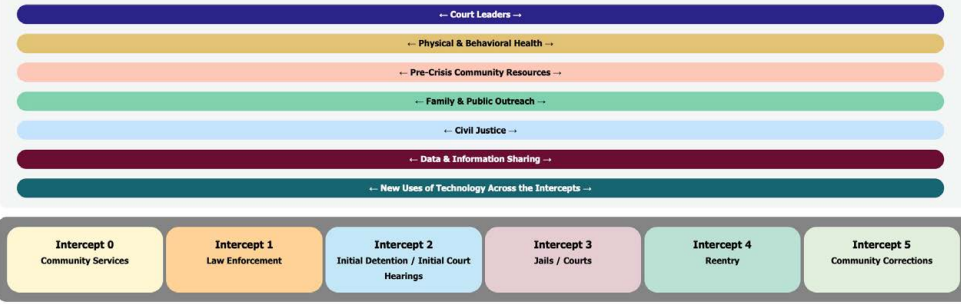 ← Court Leaders →
← Physical & Behavioral Health →
← Pre-Crisis Community Resources →
← Family & Public Outreach →
← Civil Justice →
← Data & Information Sharing →
← New Uses of Technology Across the Intercepts →
Intercept 0
Community Services
Intercept 1
Law Enforcement
Intercept 2
Initial Detention / Initial Court
Hearings
Intercept 3
Jails / Courts
Intercept 4
Reentry
Intercept 5
Community Corrections